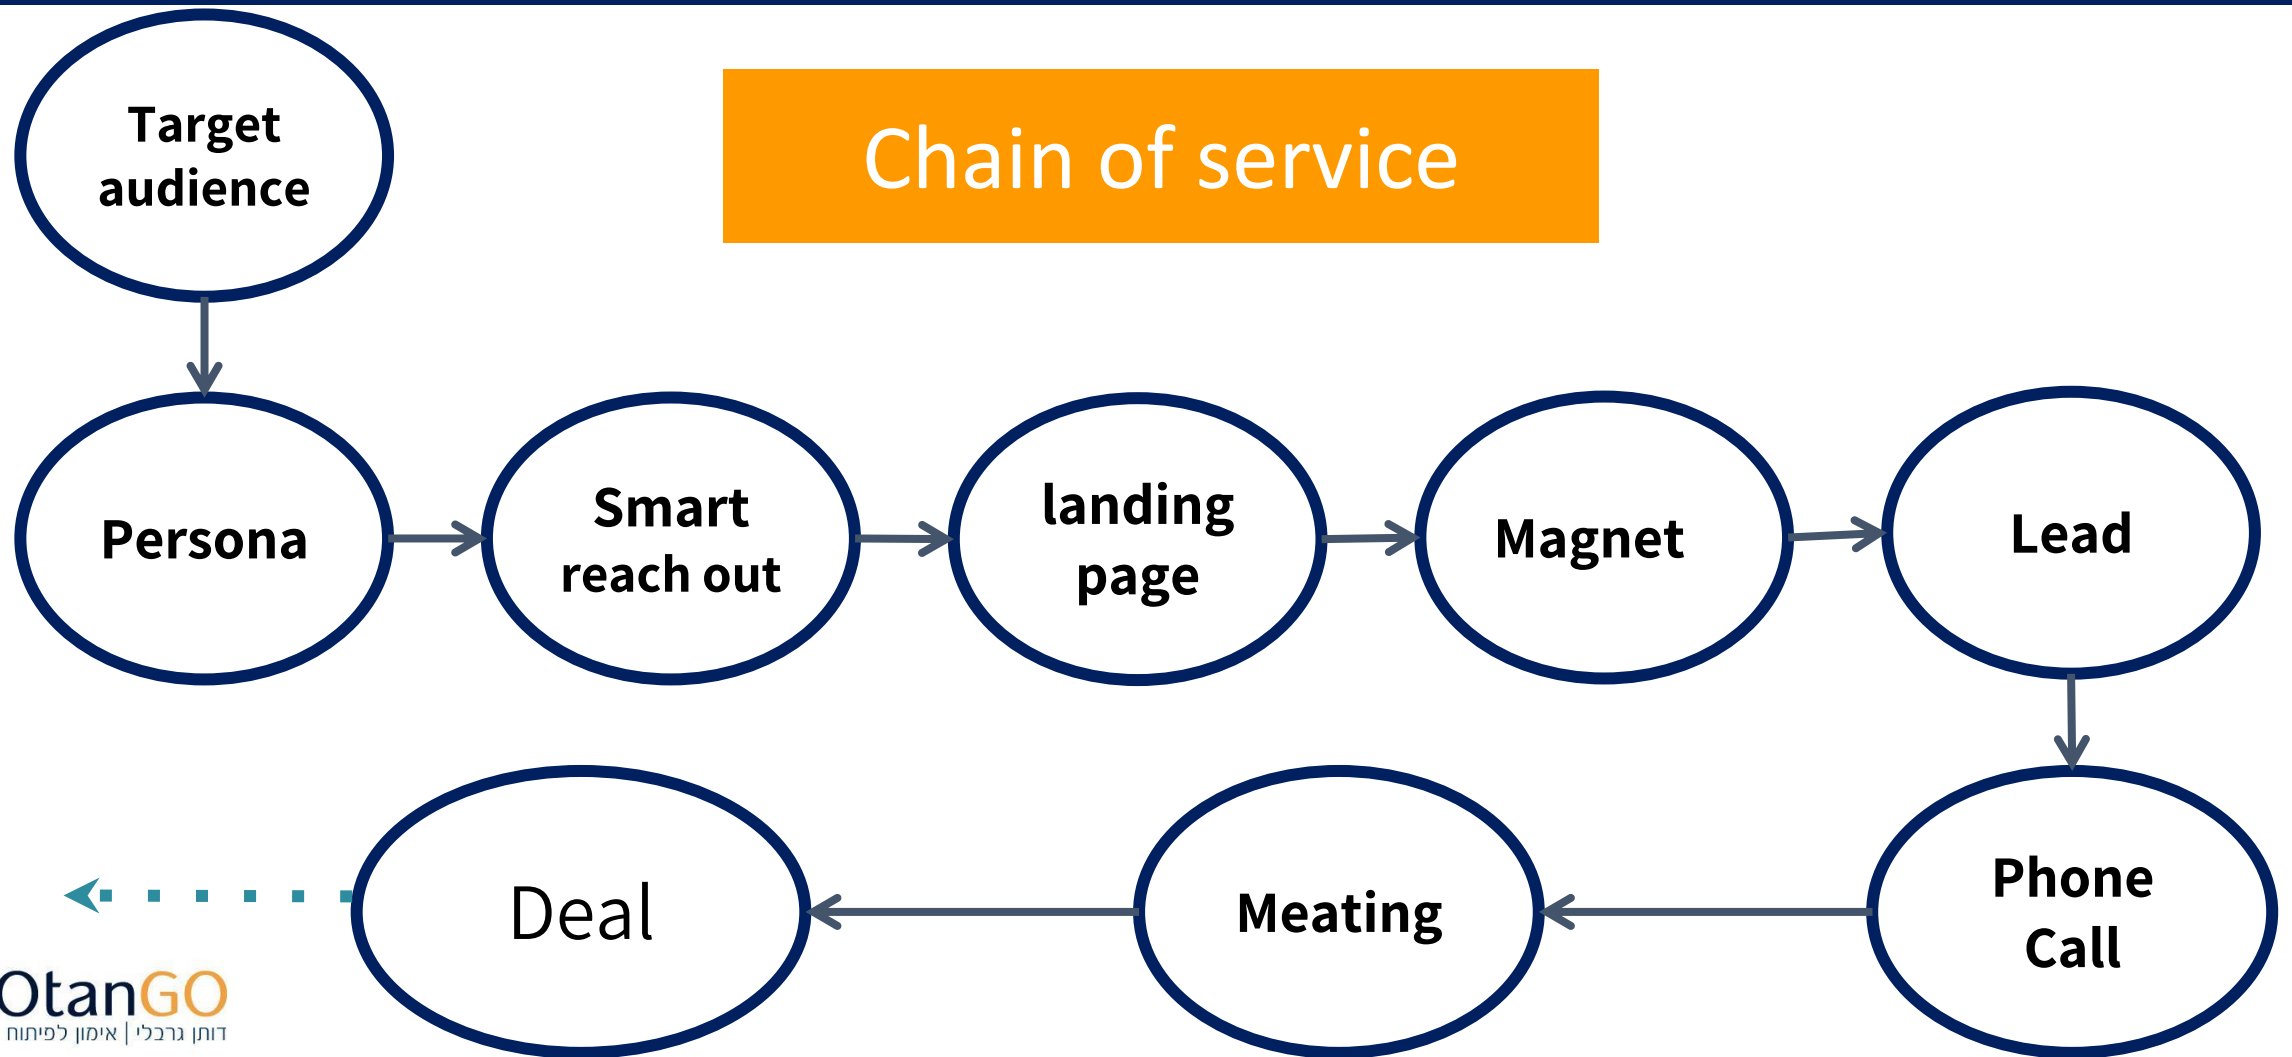 Chain of service
Target
audience
Persona
Smart
reach out
landing
page
Magnet
Lead
Phone
Call
Meating
Deal
OtanGO
דותן גרבלי | אימון לפיתוח